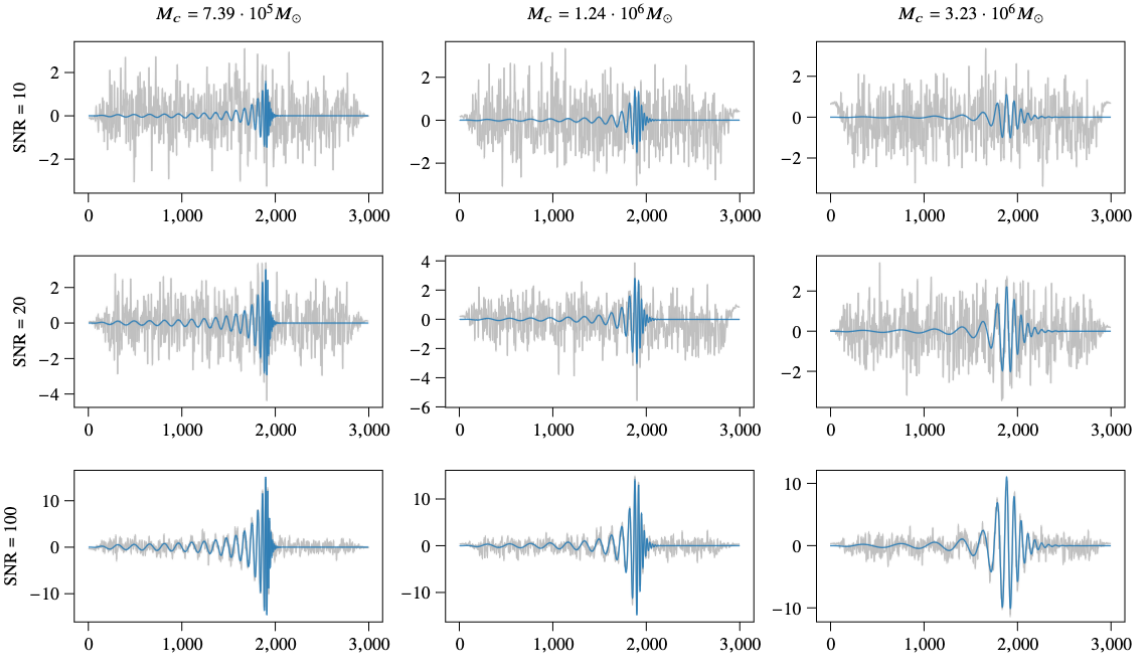 M_c = 7.39 · 10^5 M_⊙ M_c = 1.24 · 10^6 M_⊙ M_c = 3.23 · 10^6 M_⊙
SNR = 10
2 0 −2
0 1,000 2,000 3,000
2 0 −2
0 1,000 2,000 3,000
2 0 −2
0 1,000 2,000 3,000
SNR = 20
2 0 −2 −4
0 1,000 2,000 3,000
4 2 0 −2 −4 −6
0 1,000 2,000 3,000
2 0 −2
0 1,000 2,000 3,000
SNR = 100
10 0 −10
0 1,000 2,000 3,000
10 0 −10
0 1,000 2,000 3,000
10 0 −10
0 1,000 2,000 3,000